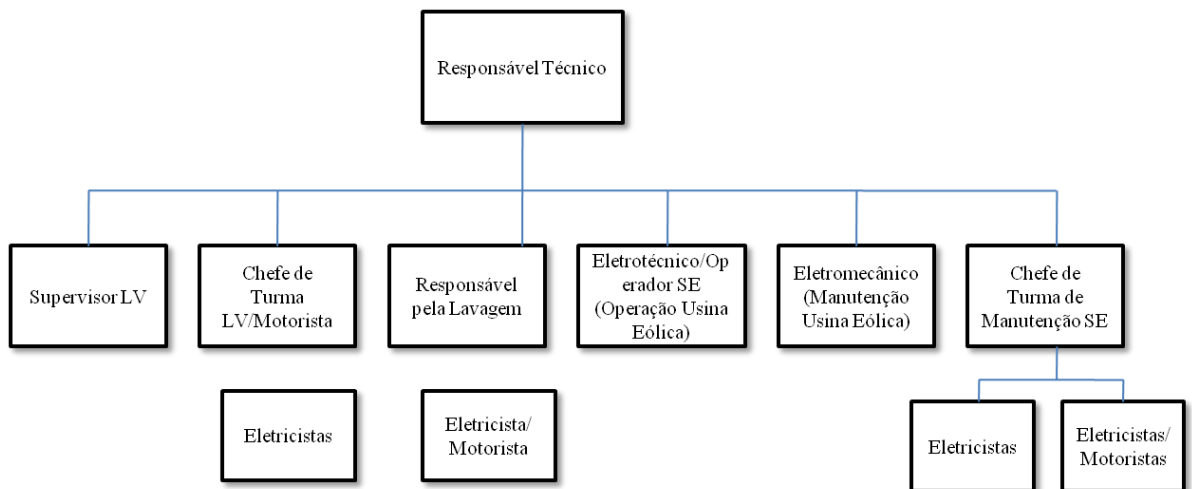 Responsável Técnico
Supervisor LV
Chefe de
Turma
LV/Motorista
Responsável
pela Lavagem
Eletrotécnico/Op
erador SE
(Operação Usina
Eólica)
Eletromecânico
(Manutenção
Usina Eólica)
Chefe de
Turma de
Manutenção SE
Eletricistas
Eletricista/
Motorista
Eletricistas
Eletricistas/
Motoristas